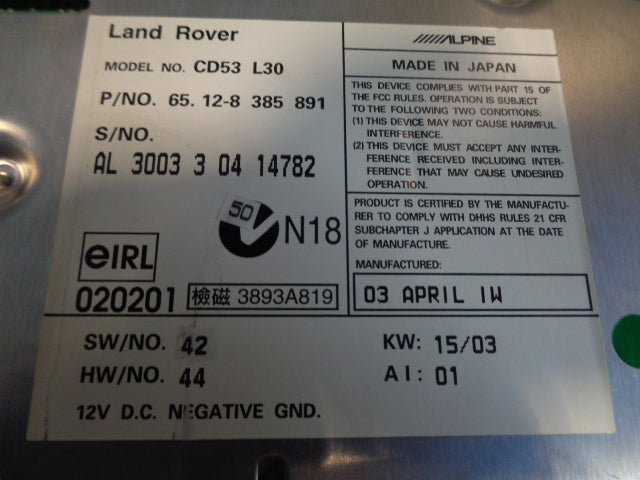 Land Rover
MODEL NO. CD53 L30
P/NO. 65. 12-8 385 891
S/NO.
AL 3003 3 04 14782
50
N18
eIRL
020201
檢磁 3893A819
ALPINE
MADE IN JAPAN
THIS DEVICE COMPLIES WITH PART 15 OF
THE FCC RULES. OPERATION IS SUBJECT
TO THE FOLLOWING TWO CONDITIONS:
(1) THIS DEVICE MAY NOT CAUSE HARMFUL
INTERFERENCE.
(2) THIS DEVICE MUST ACCEPT ANY INTER-
FERENCE RECEIVED INCLUDING INTER-
FERENCE THAT MAY CAUSE UNDESIRED
OPERATION.
PRODUCT IS CERTIFIED BY THE MANUFACTU-
RER TO COMPLY WITH DHHS RULES 21 CFR
SUBCHAPTER J APPLICATION AT THE DATE
OF MANUFACTURE.
MANUFACTURED:
03 APRIL IW
SW/NO. 42
HW/NO. 44
12V D.C. NEGATIVE GND.
KW: 15/03
AI: 01